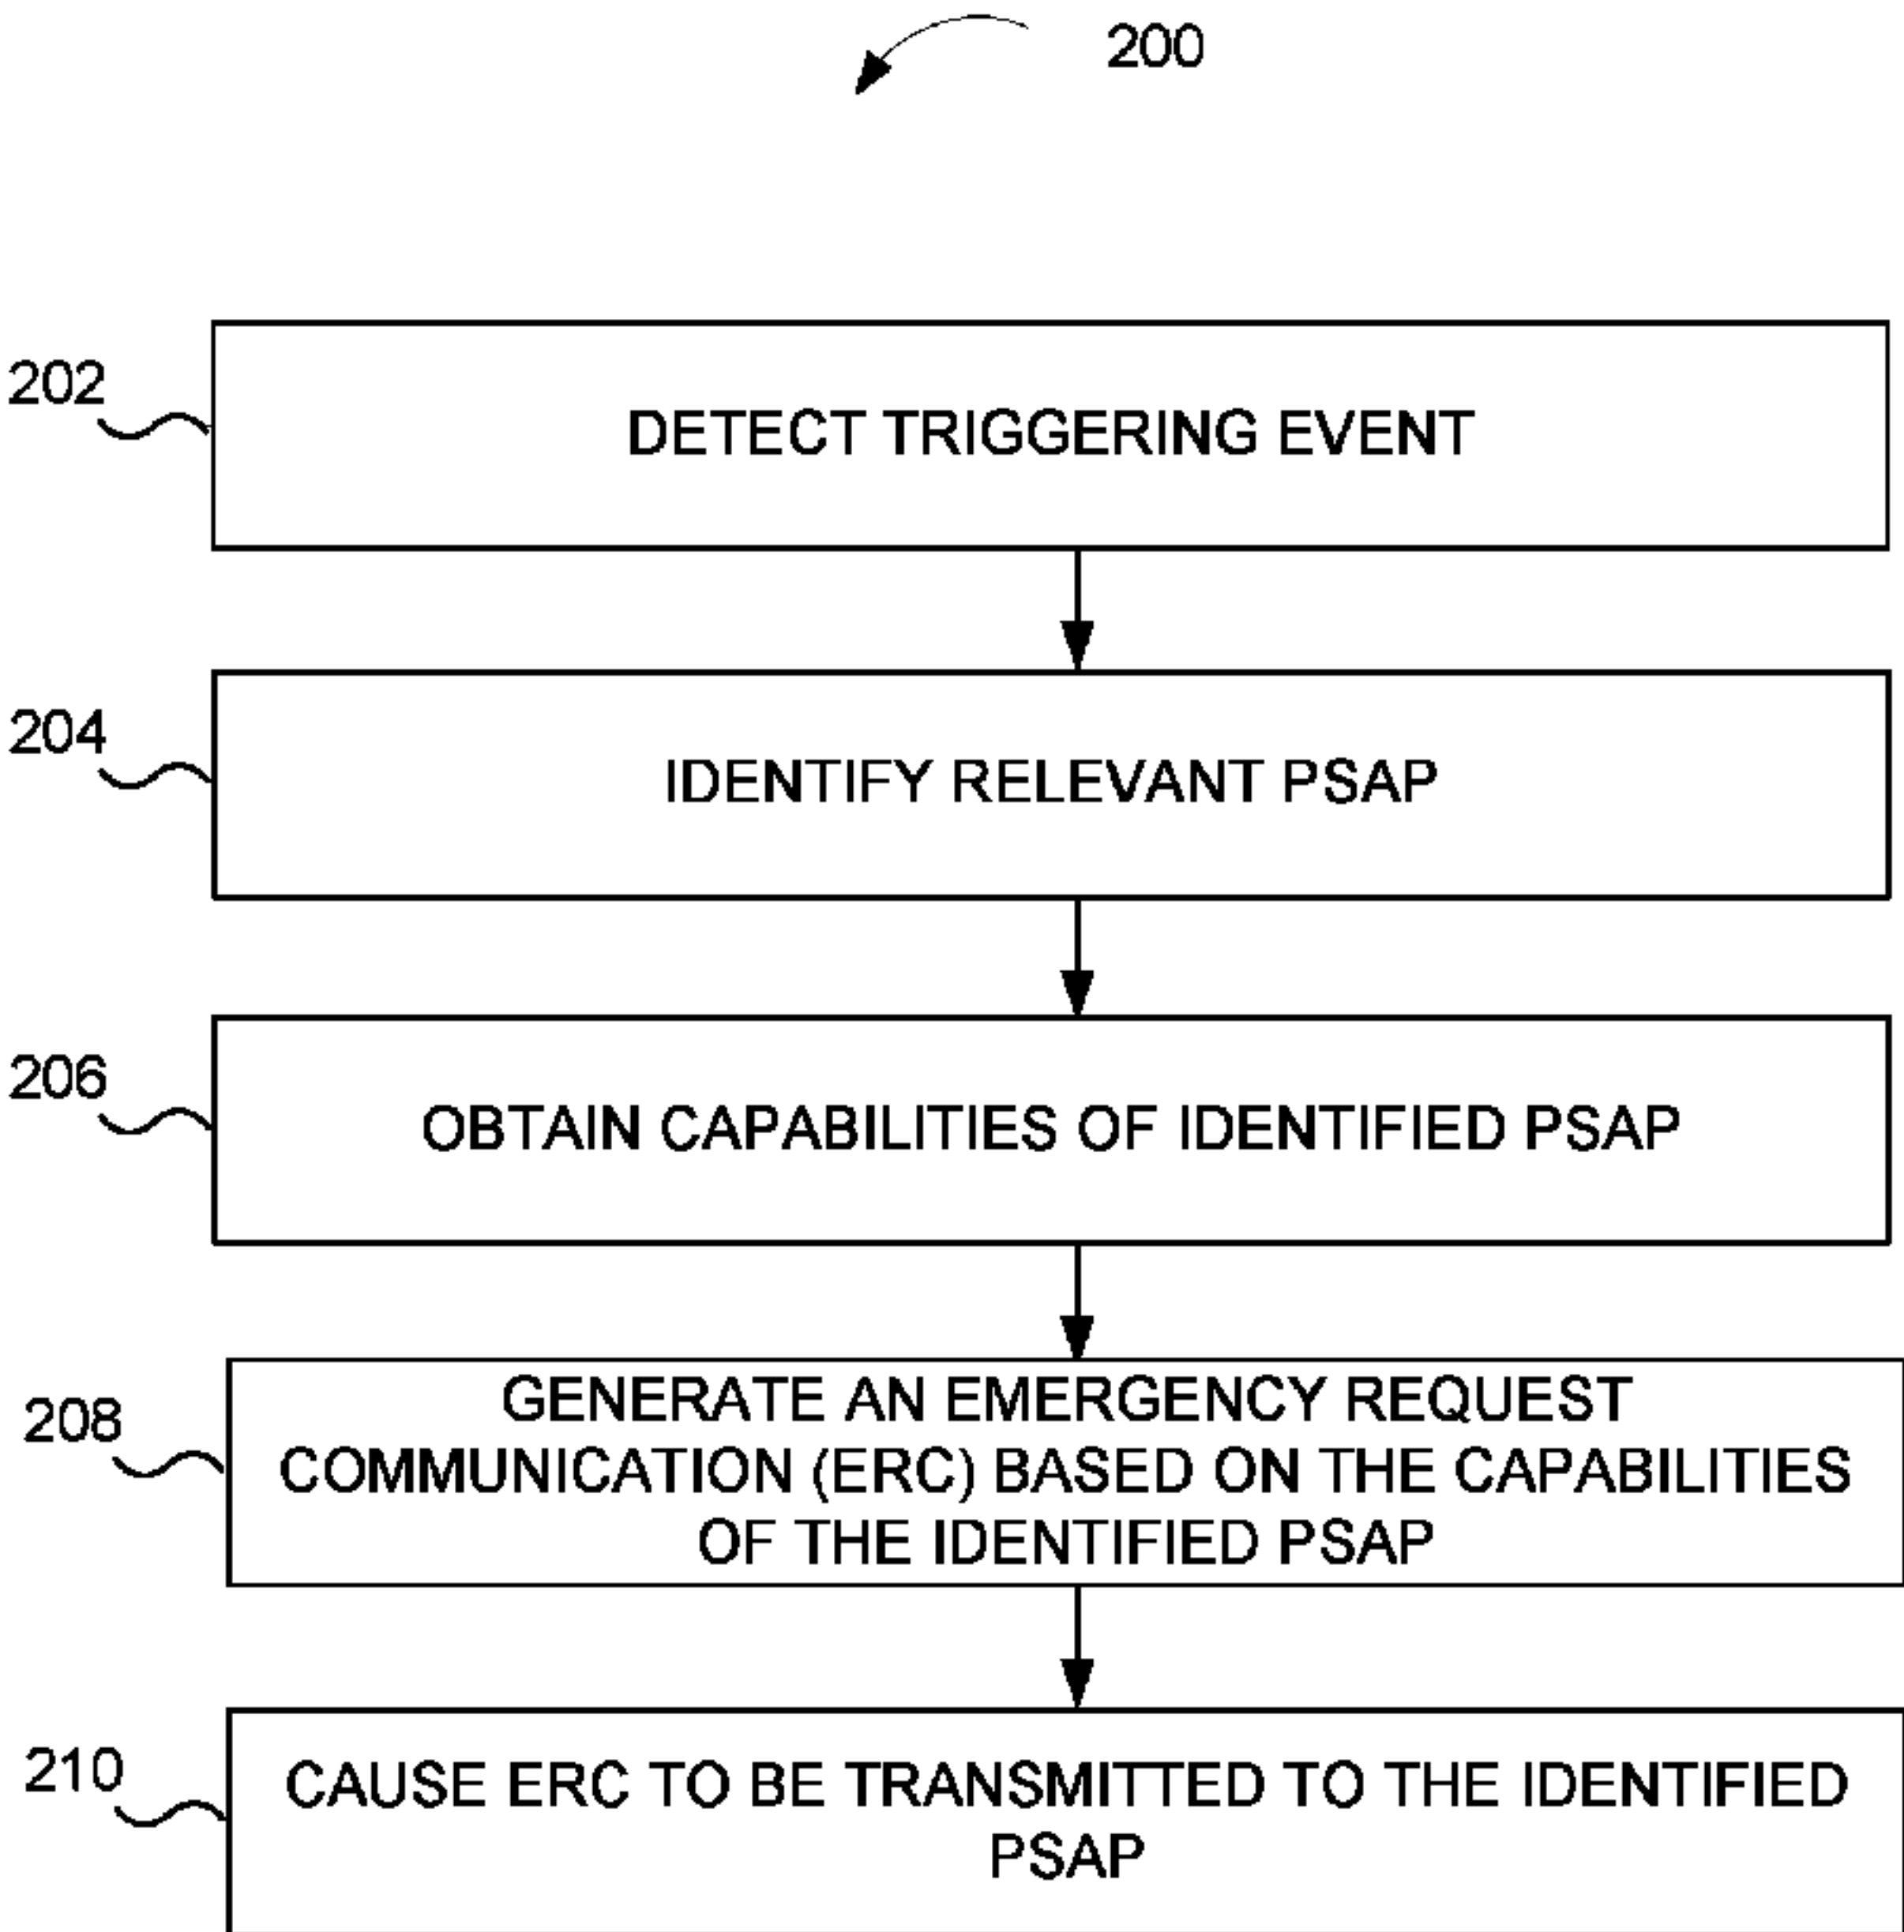 200
202
DETECT TRIGGERING EVENT
204
IDENTIFY RELEVANT PSAP
206
OBTAIN CAPABILITIES OF IDENTIFIED PSAP
208
GENERATE AN EMERGENCY REQUEST
COMMUNICATION (ERC) BASED ON THE CAPABILITIES
OF THE IDENTIFIED PSAP
210
CAUSE ERC TO BE TRANSMITTED TO THE IDENTIFIED
PSAP